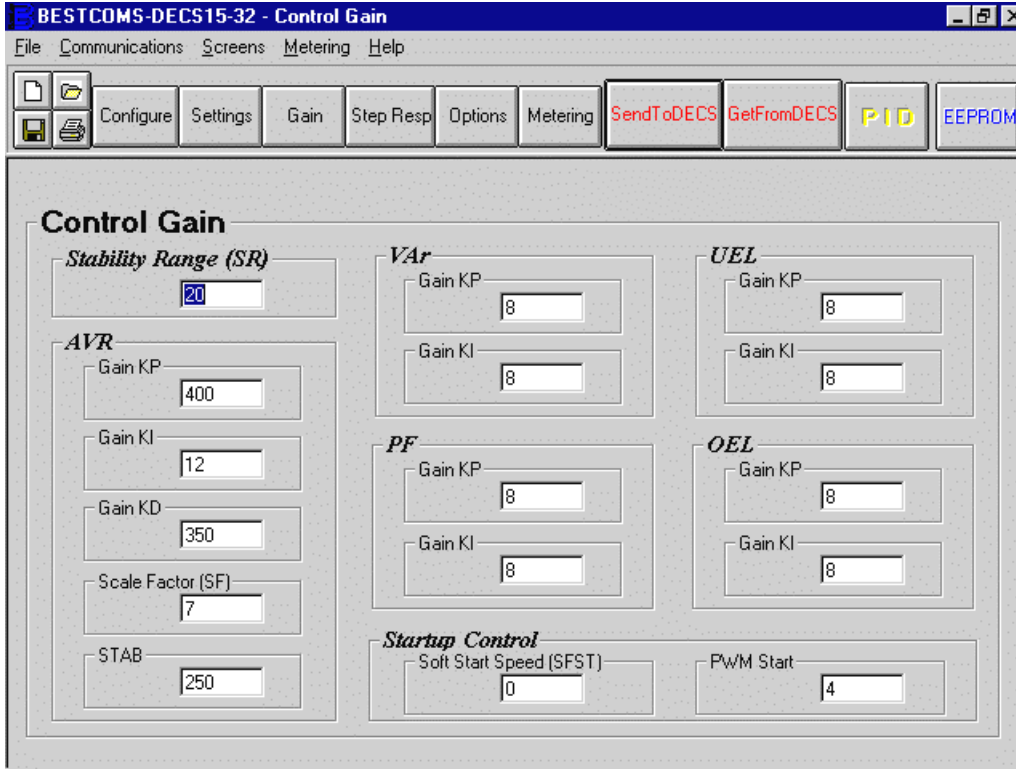 BESTCOMS-DECS15-32 - Control Gain
File Communications Screens Metering Help
Configure Settings Gain Step Resp Options Metering SendToDECS GetFromDECS PID EEPROM
Control Gain
Stability Range (SR)
20
AVR
Gain KP
400
Gain KI
12
Gain KD
350
Scale Factor (SF)
7
STAB
250
VAr
Gain KP
8
Gain KI
8
PF
Gain KP
8
Gain KI
8
UEL
Gain KP
8
Gain KI
8
OEL
Gain KP
8
Gain KI
8
Startup Control
Soft Start Speed (SFST)
0
PWM Start
4